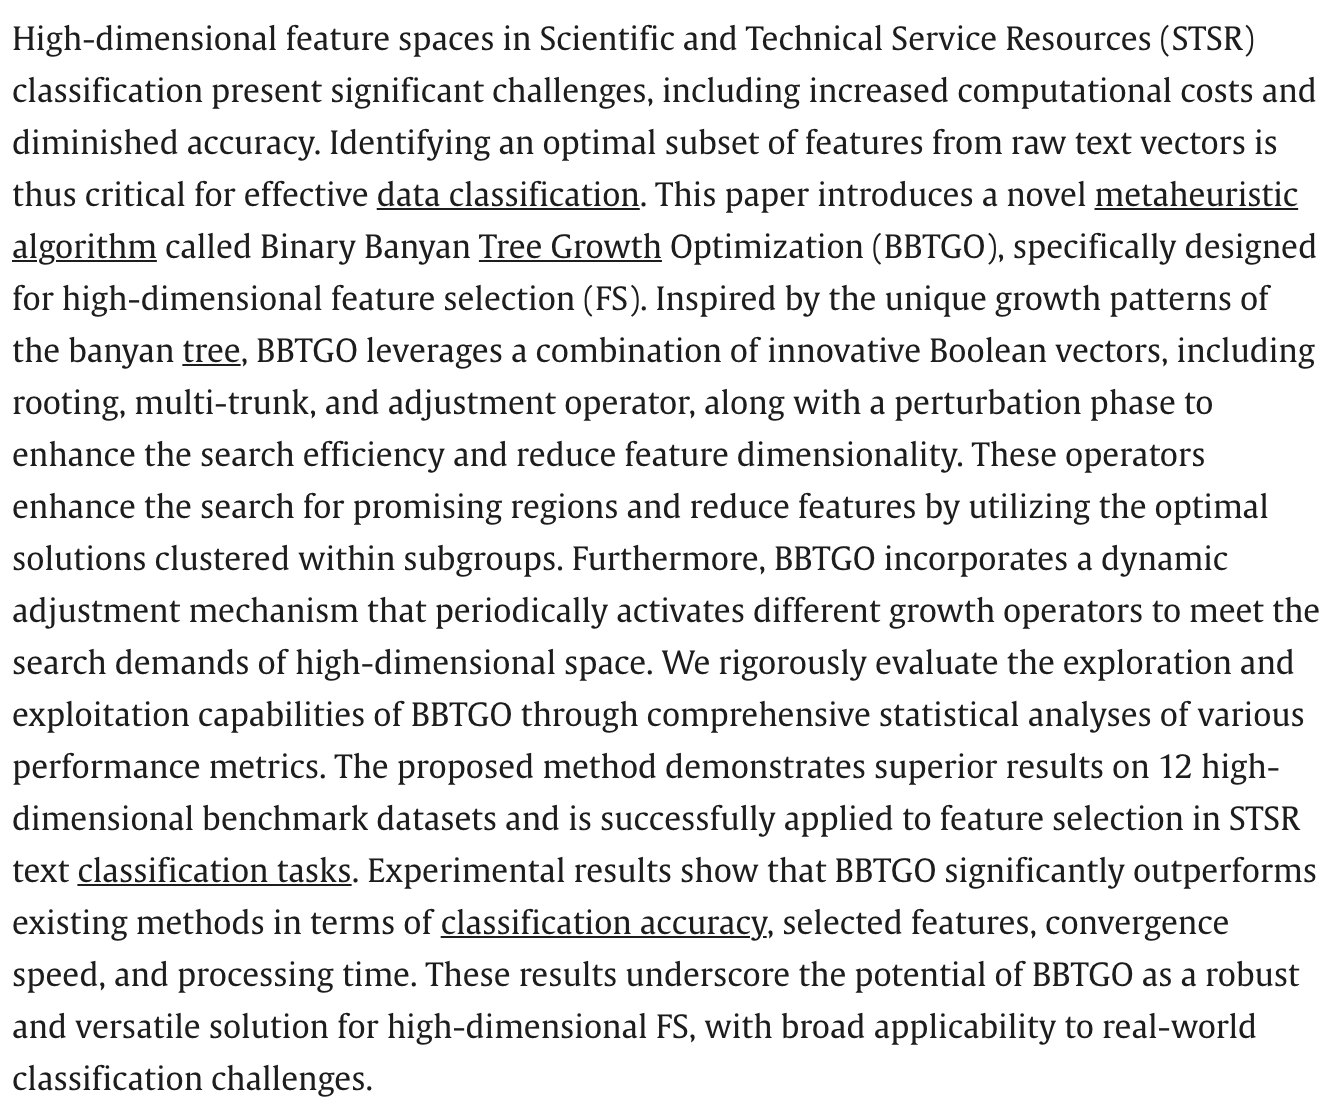 High-dimensional feature spaces in Scientific and Technical Service Resources (STSR)
classification present significant challenges, including increased computational costs and
diminished accuracy. Identifying an optimal subset of features from raw text vectors is
thus critical for effective data classification. This paper introduces a novel metaheuristic
algorithm called Binary Banyan Tree Growth Optimization (BBTGO), specifically designed
for high-dimensional feature selection (FS). Inspired by the unique growth patterns of
the banyan tree, BBTGO leverages a combination of innovative Boolean vectors, including
rooting, multi-trunk, and adjustment operator, along with a perturbation phase to
enhance the search efficiency and reduce feature dimensionality. These operators
enhance the search for promising regions and reduce features by utilizing the optimal
solutions clustered within subgroups. Furthermore, BBTGO incorporates a dynamic
adjustment mechanism that periodically activates different growth operators to meet the
search demands of high-dimensional space. We rigorously evaluate the exploration and
exploitation capabilities of BBTGO through comprehensive statistical analyses of various
performance metrics. The proposed method demonstrates superior results on 12 high-
dimensional benchmark datasets and is successfully applied to feature selection in STSR
text classification tasks. Experimental results show that BBTGO significantly outperforms
existing methods in terms of classification accuracy, selected features, convergence
speed, and processing time. These results underscore the potential of BBTGO as a robust
and versatile solution for high-dimensional FS, with broad applicability to real-world
classification challenges.